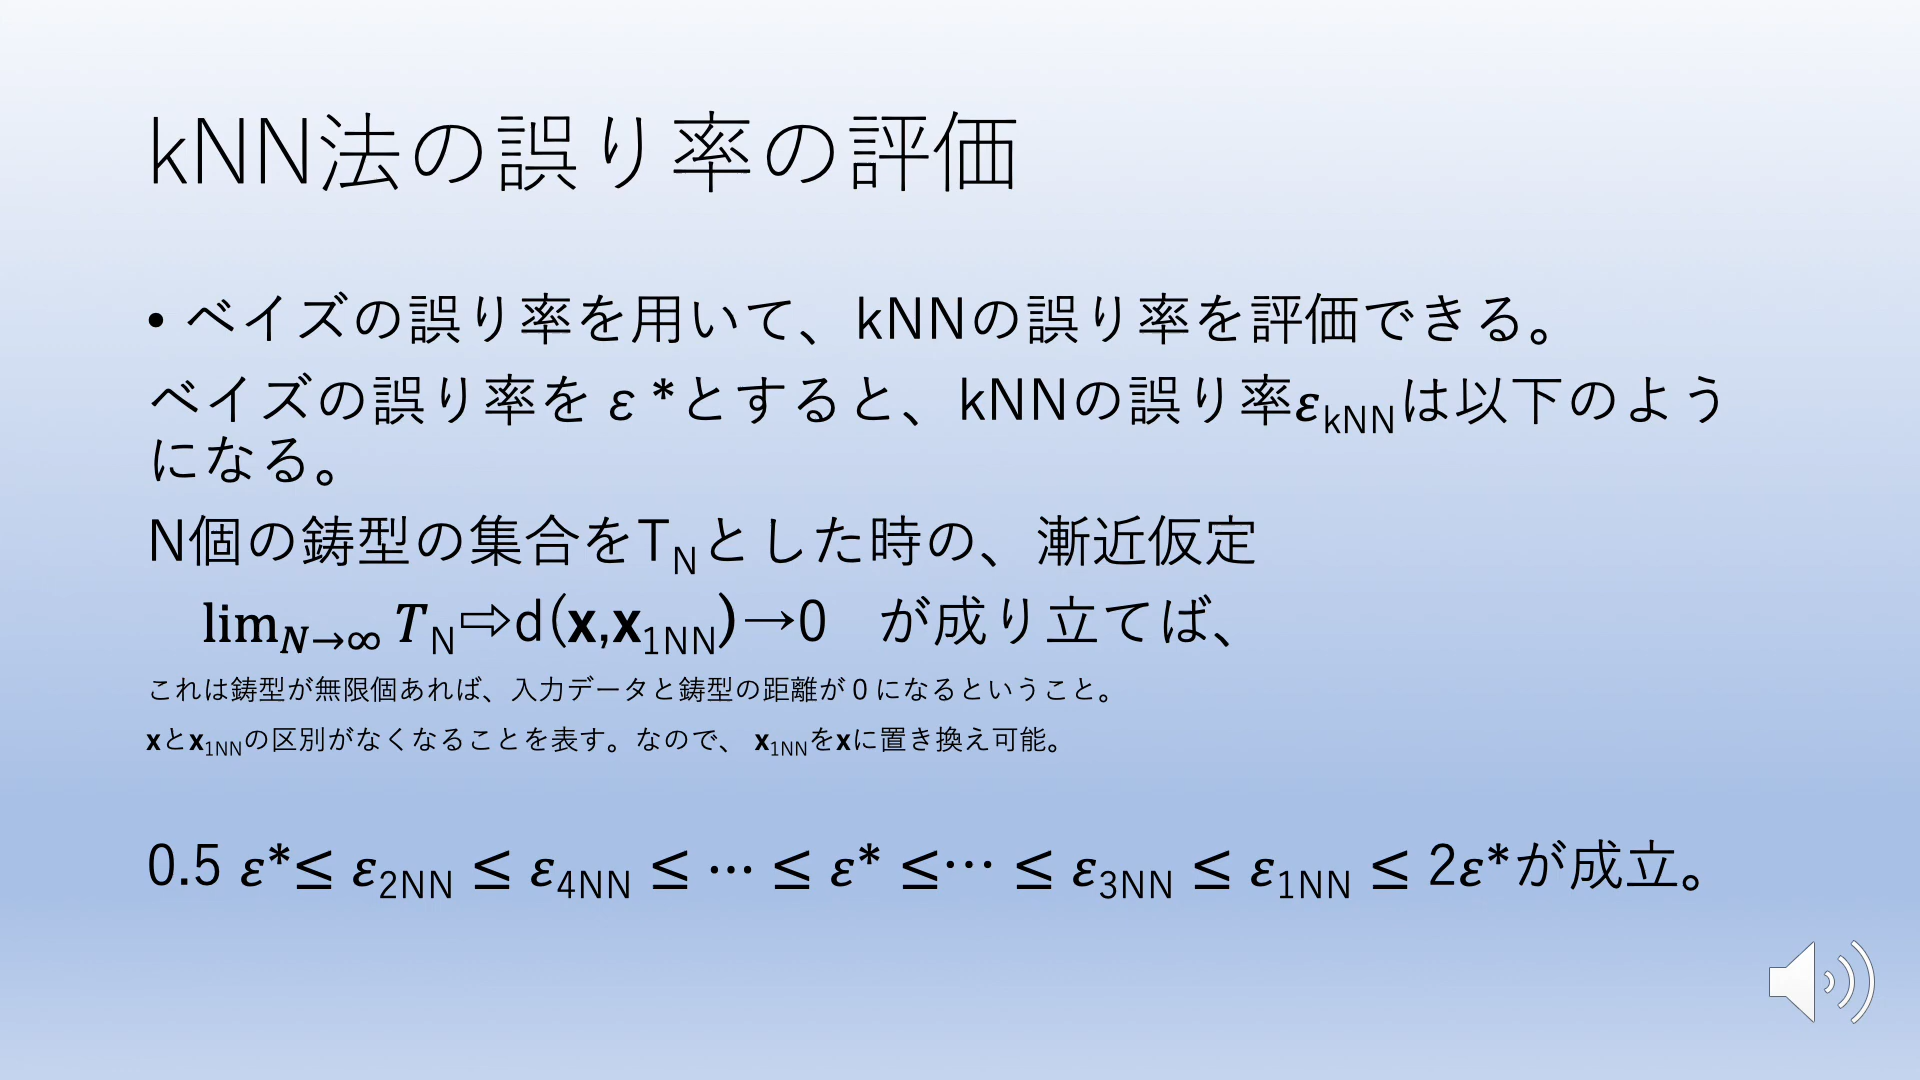 kNN法の誤り率の評価
• ベイズの誤り率を用いて、kNNの誤り率を評価できる。
ベイズの誤り率を ε *とすると、kNNの誤り率εkNNは以下のよう
になる。
N個の鋳型の集合をTNとした時の、漸近仮定
limN→∞ TN⇨d(x,x1NN)→0 が成り立てば、
これは鋳型が無限個あれば、入力データと鋳型の距離が0になるということ。
xとx1NNの区別がなくなることを表す。なので、 x1NNをxに置き換え可能。
0.5 ε*≤ ε2NN ≤ ε4NN ≤ … ≤ ε* ≤… ≤ ε3NN ≤ ε1NN ≤ 2ε*が成立。